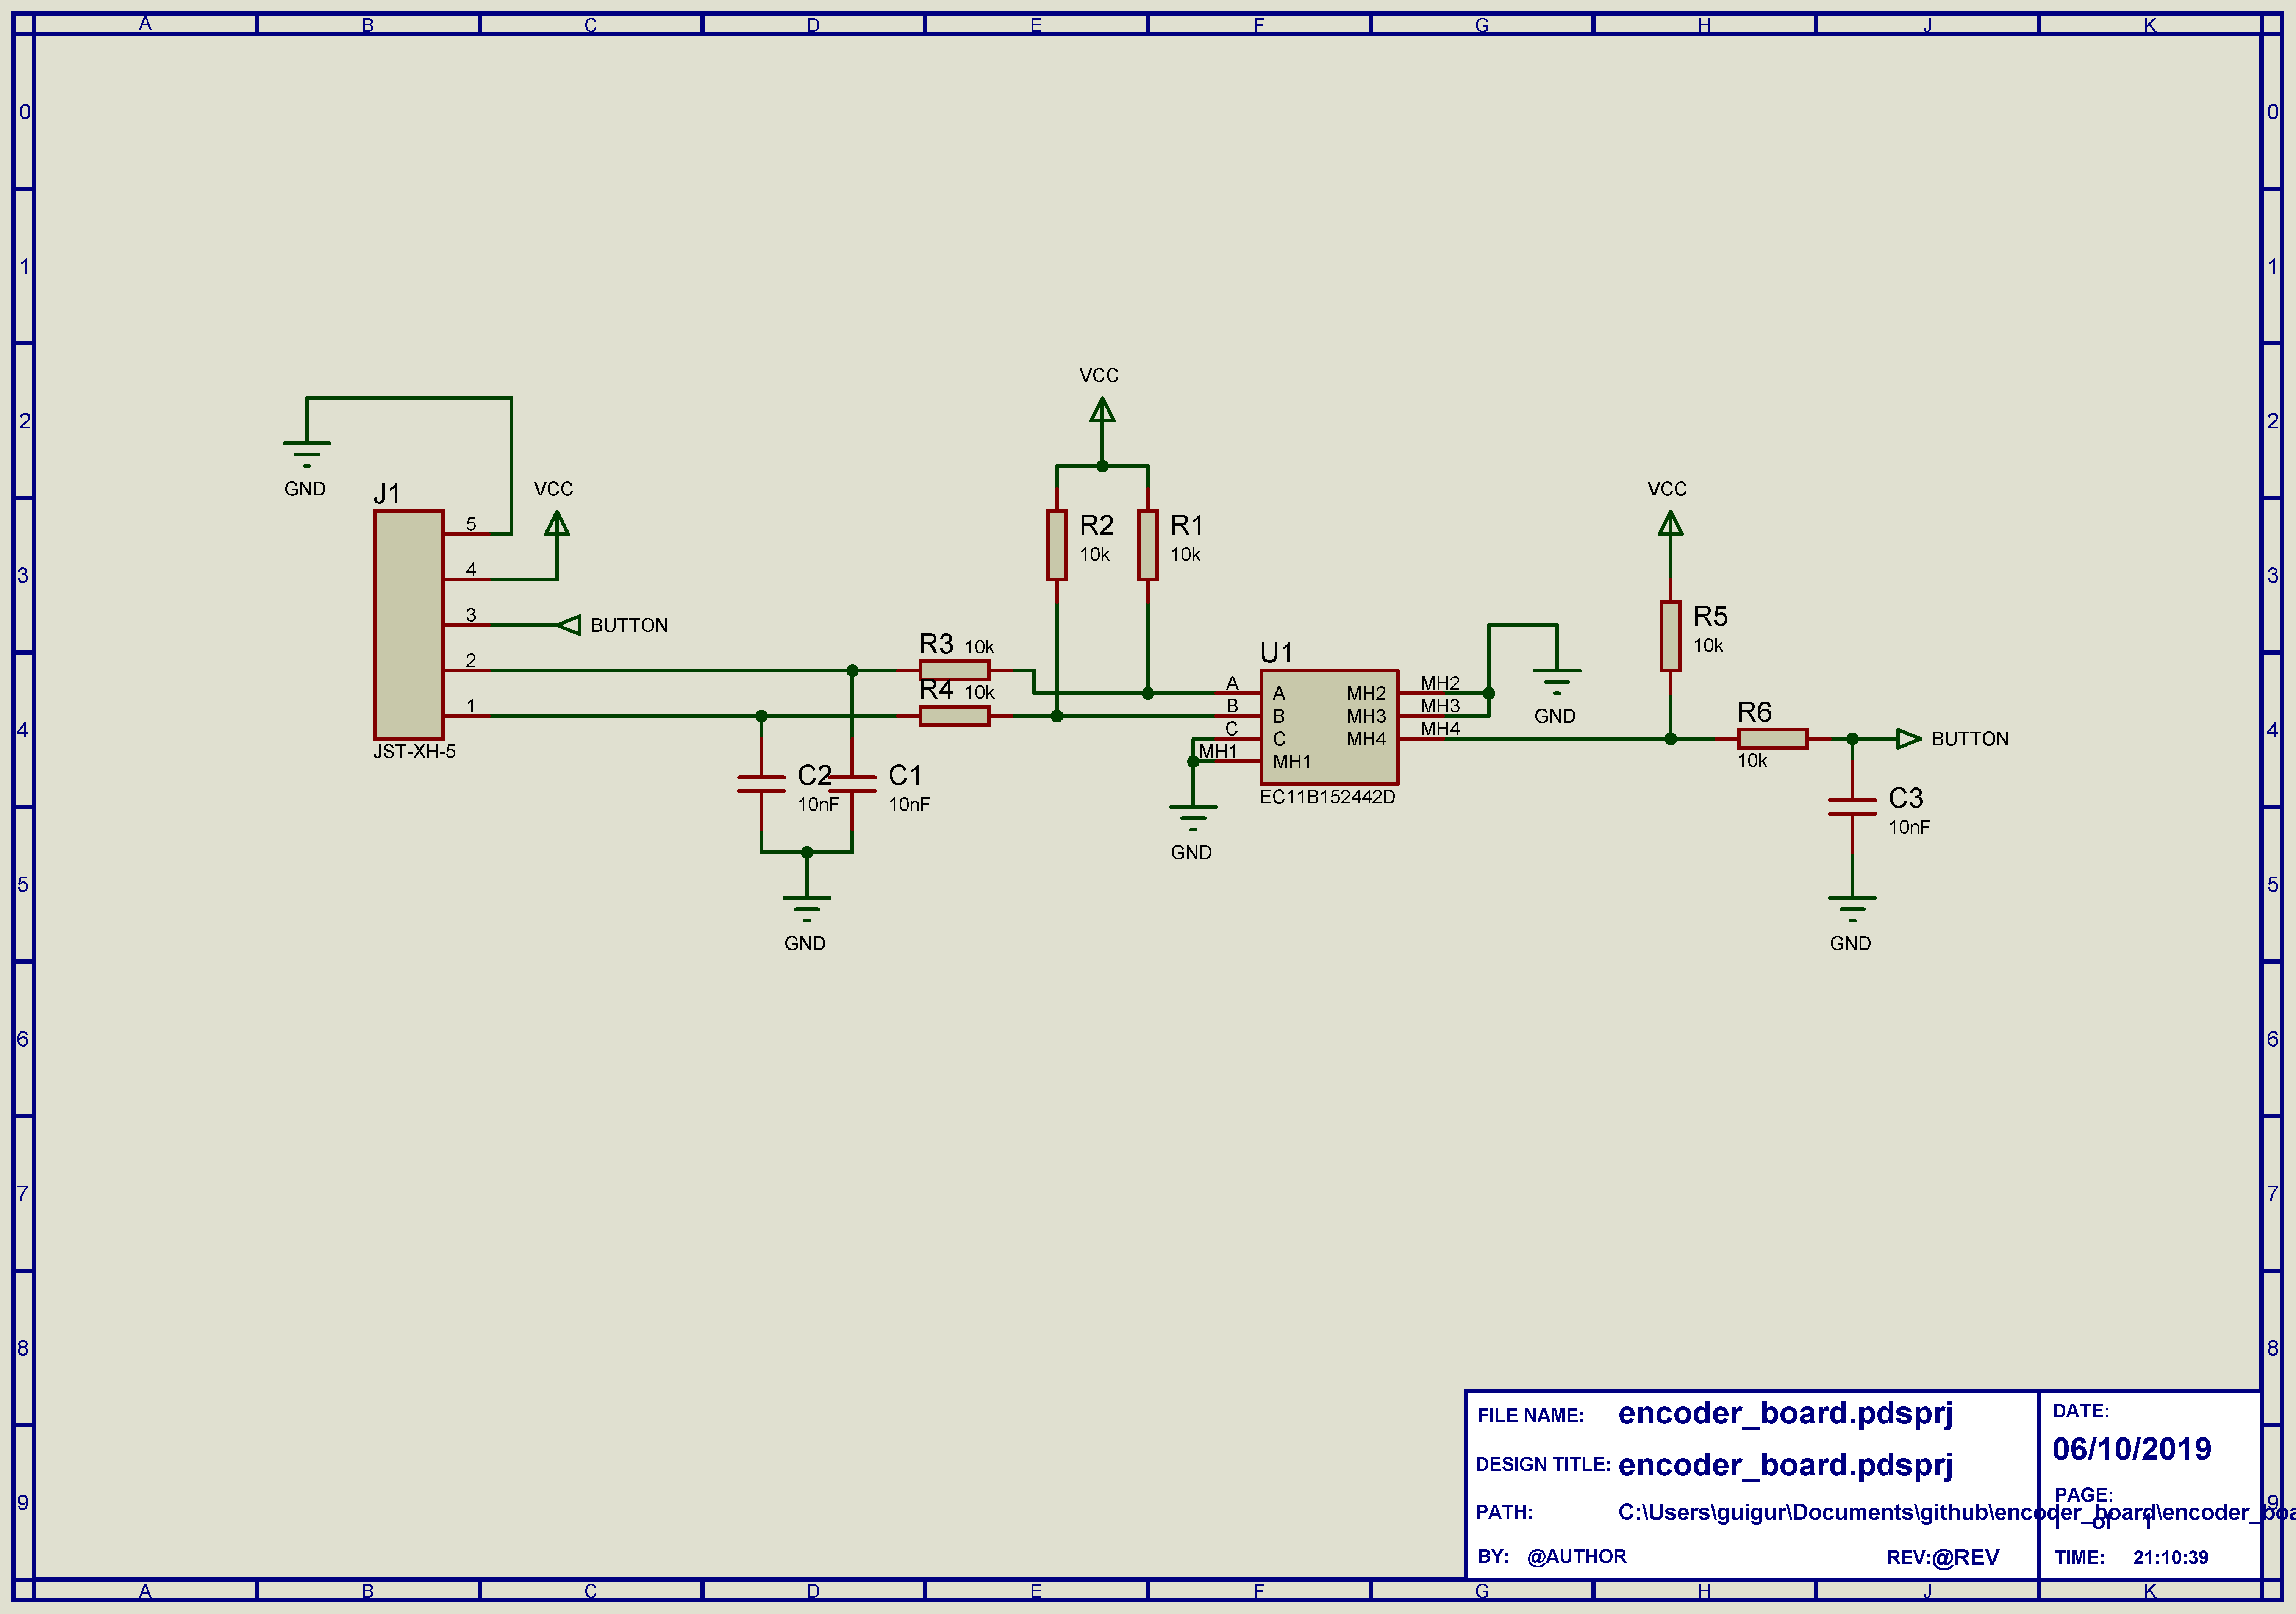 A B C D E F G H J K
0 0
1 1
2 2
3 3
4 4
5 5
6 6
7 7
8 8
9 9
VCC
GND
J1
VCC
VCC
5
4
3
2
1
BUTTON
JST-XH-5
R2
10k
R1
10k
R3 10k
R4 10k
C2
10nF
C1
10nF
GND
U1
A
B
C
MH1
A
B
C
MH1
MH2
MH3
MH4
MH2
MH3
MH4
EC11B152442D
GND
GND
R5
10k
R6
10k
BUTTON
C3
10nF
GND
FILE NAME: encoder_board.pdsprj
DESIGN TITLE: encoder_board.pdsprj
PATH: C:\Users\guigur\Documents\github\encoder_board\encoder_boa
BY: @AUTHOR REV:@REV
DATE:
06/10/2019
PAGE:
1 of 1
TIME: 21:10:39
A B C D E F G H J K